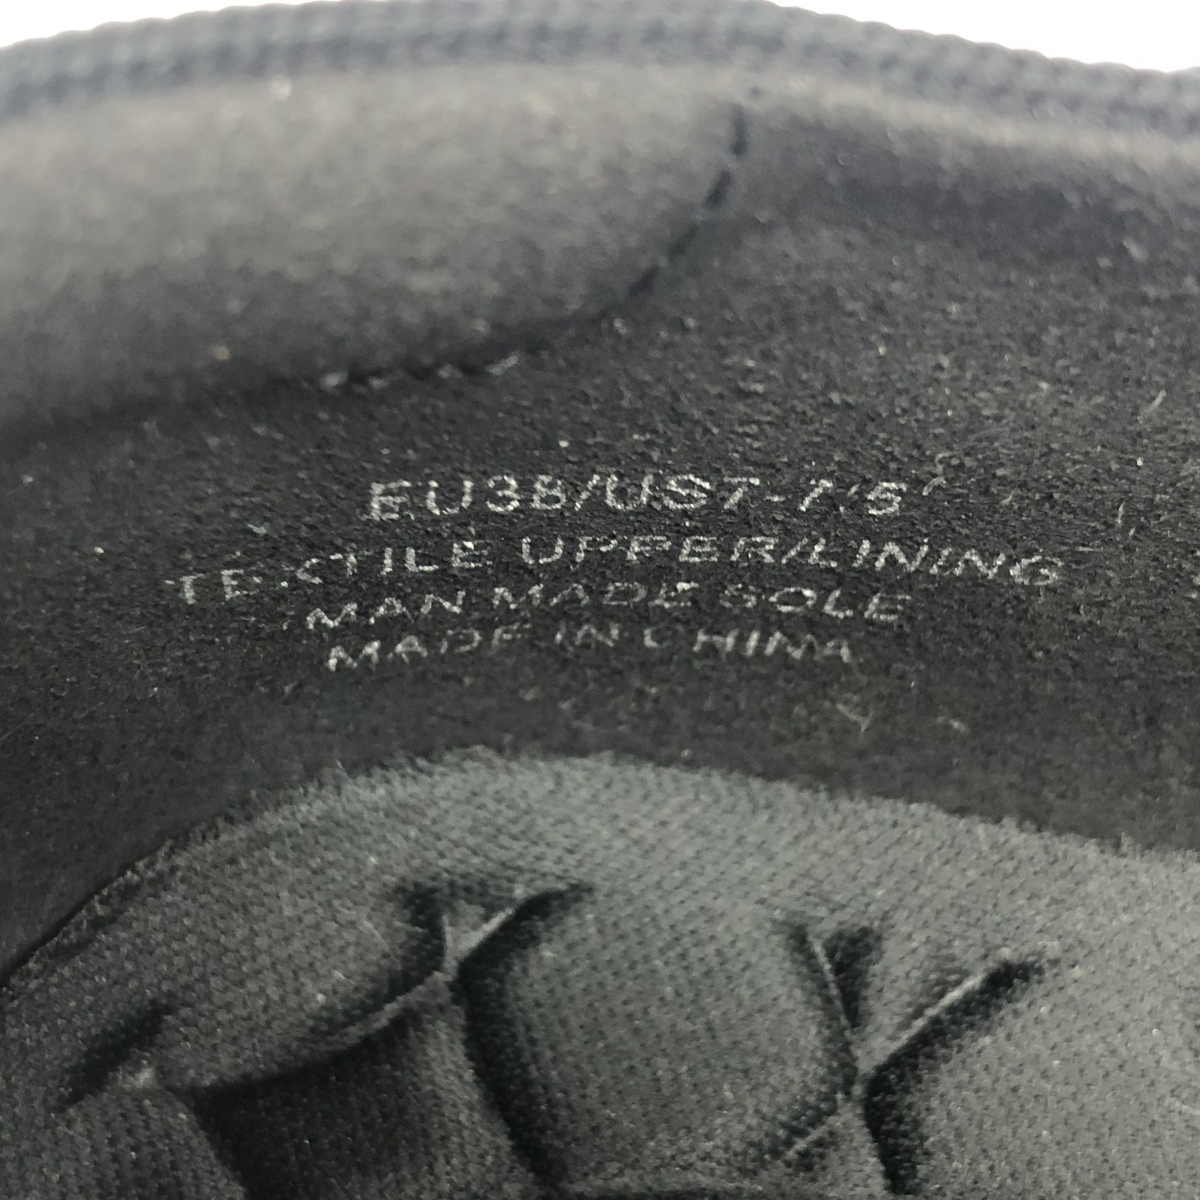 EU38/US7-7.5
TEXTILE UPPER/LINING
MAN MADE SOLE
MADE IN CHINA